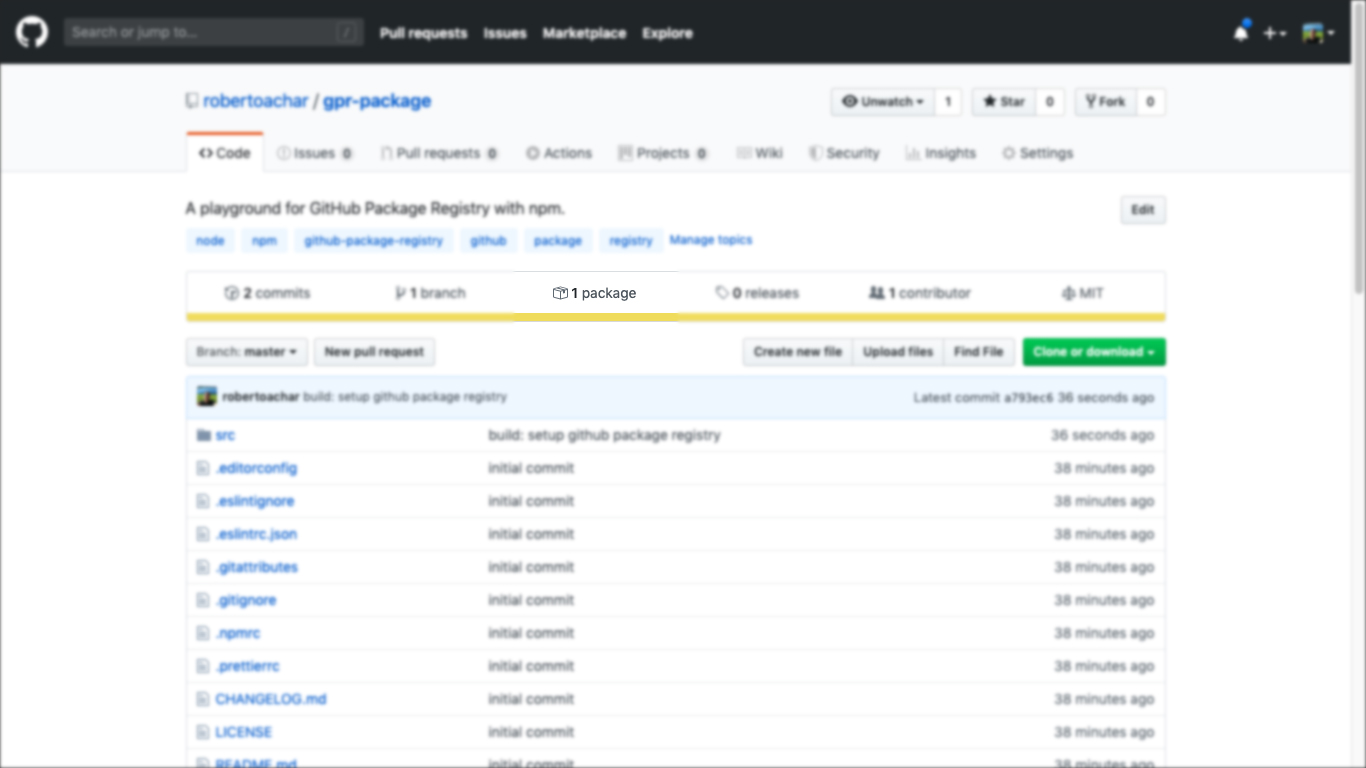 Search or jump to... /
Pull requests Issues Marketplace Explore
robertoachar / gpr-package
Unwatch 1 Star 0 Fork 0
Code Issues 0 Pull requests 0 Actions Projects 0 Wiki Security Insights Settings
A playground for GitHub Package Registry with npm.
Edit
node npm github-package-registry github package registry Manage topics
2 commits 1 branch 1 package 0 releases 1 contributor MIT
Branch: master New pull request Create new file Upload files Find File Clone or download
robertoachar build: setup github package registry Latest commit a793ec6 36 seconds ago
src build: setup github package registry 36 seconds ago
.editorconfig initial commit 38 minutes ago
.eslintignore initial commit 38 minutes ago
.eslintrc.json initial commit 38 minutes ago
.gitattributes initial commit 38 minutes ago
.gitignore initial commit 38 minutes ago
.npmrc initial commit 38 minutes ago
.prettierrc initial commit 38 minutes ago
CHANGELOG.md initial commit 38 minutes ago
LICENSE initial commit 38 minutes ago
README.md initial commit 38 minutes ago